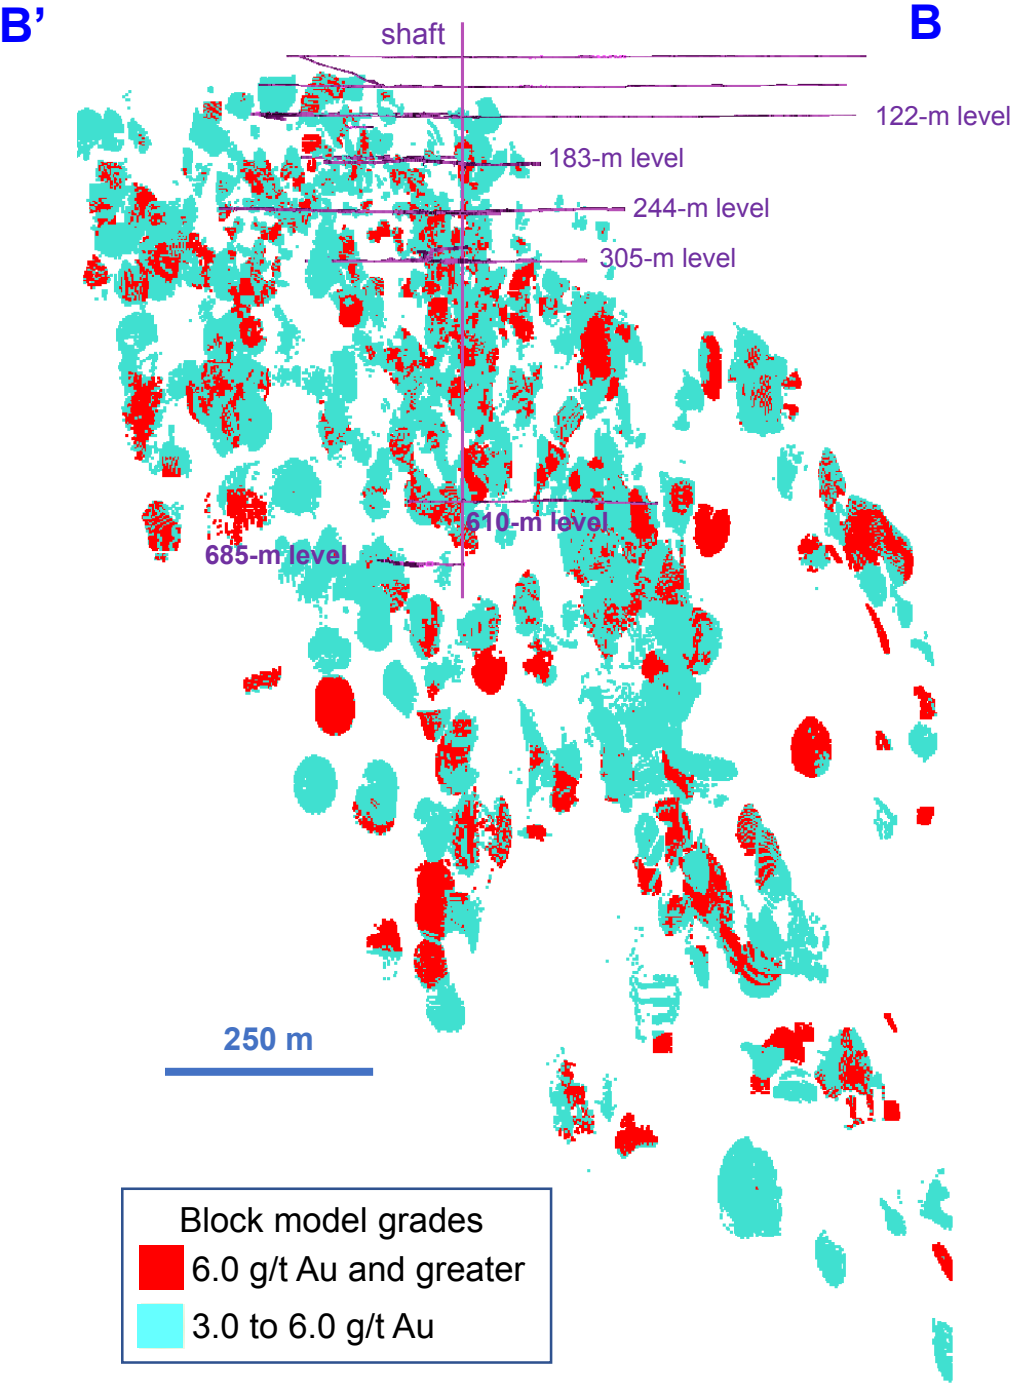 B’
B
shaft
122-m level
183-m level
244-m level
305-m level
610-m level
685-m level
250 m
Block model grades
6.0 g/t Au and greater
3.0 to 6.0 g/t Au